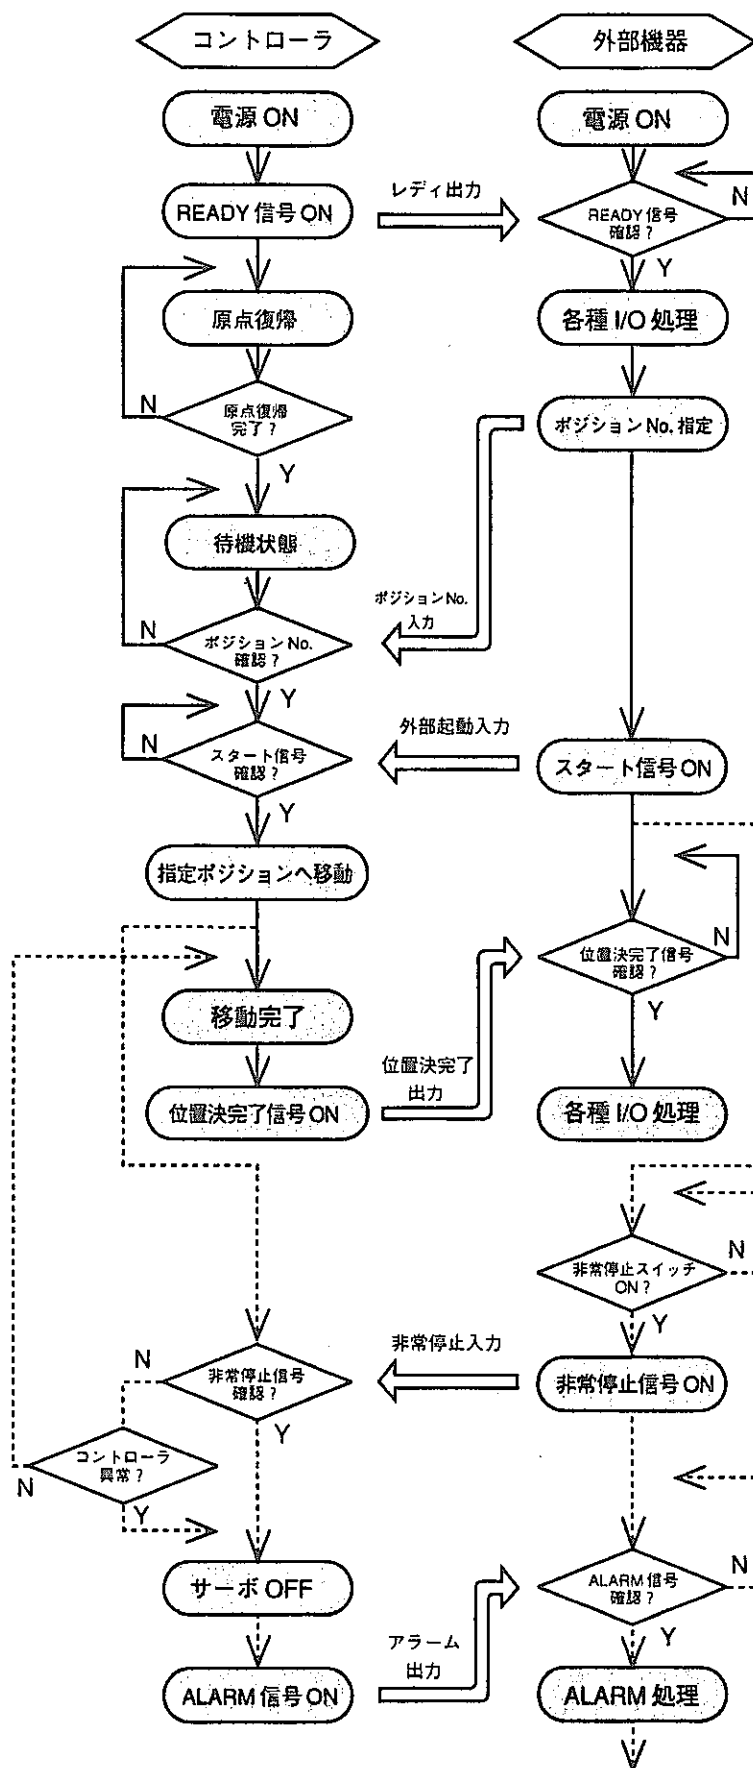 コントローラ
外部機器
電源 ON
電源 ON
READY 信号 ON
レディ出力
READY 信号
確認?
N
Y
原点復帰
各種 I/O 処理
原点復帰
完了?
N
Y
ポジション No. 指定
待機状態
ポジション No.
入力
ポジション No.
確認?
N
Y
スタート信号
確認?
N
Y
外部起動入力
スタート信号 ON
指定ポジションへ移動
位置決完了信号
確認?
N
Y
移動完了
位置決完了信号 ON
位置決完了
出力
各種 I/O 処理
非常停止スイッチ
ON?
N
Y
非常停止信号
確認?
N
Y
非常停止入力
非常停止信号 ON
コントローラ
異常?
N
Y
サーボ OFF
ALARM 信号
確認?
N
Y
アラーム
出力
ALARM 信号 ON
ALARM 処理